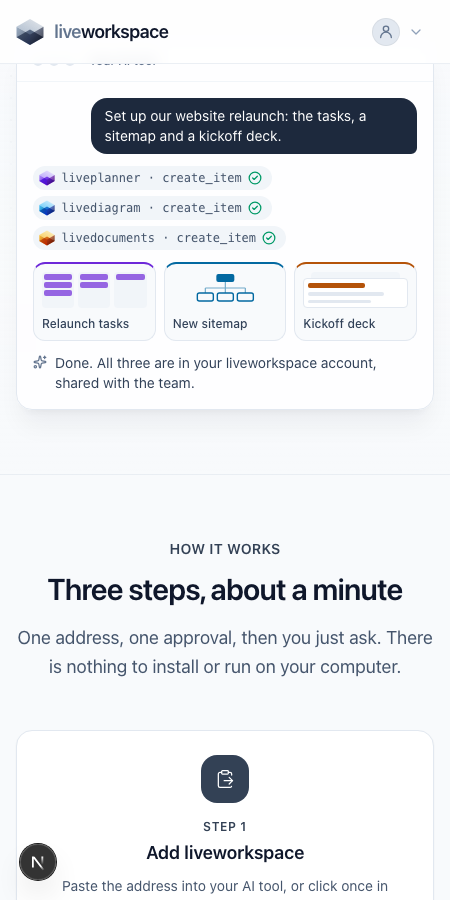 liveworkspace
Your AI tool
Set up our website relaunch: the tasks, a
sitemap and a kickoff deck.
liveplanner · create_item
livediagram · create_item
livedocuments · create_item
Relaunch tasks
New sitemap
Kickoff deck
Done. All three are in your liveworkspace account,
shared with the team.
HOW IT WORKS
Three steps, about a minute
One address, one approval, then you just ask. There
is nothing to install or run on your computer.
STEP 1
Add liveworkspace
N
Paste the address into your AI tool, or click once in